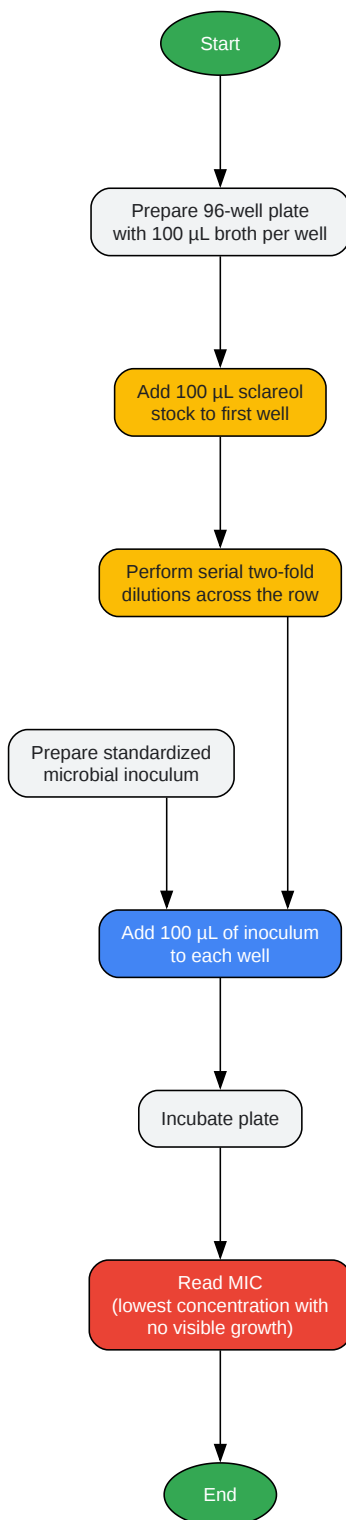 Start
Prepare 96-well plate
with 100 µL broth per well
Add 100 µL sclareol
stock to first well
Perform serial two-fold
dilutions across the row
Prepare standardized
microbial inoculum
Add 100 µL of inoculum
to each well
Incubate plate
Read MIC
(lowest concentration with
no visible growth)
End